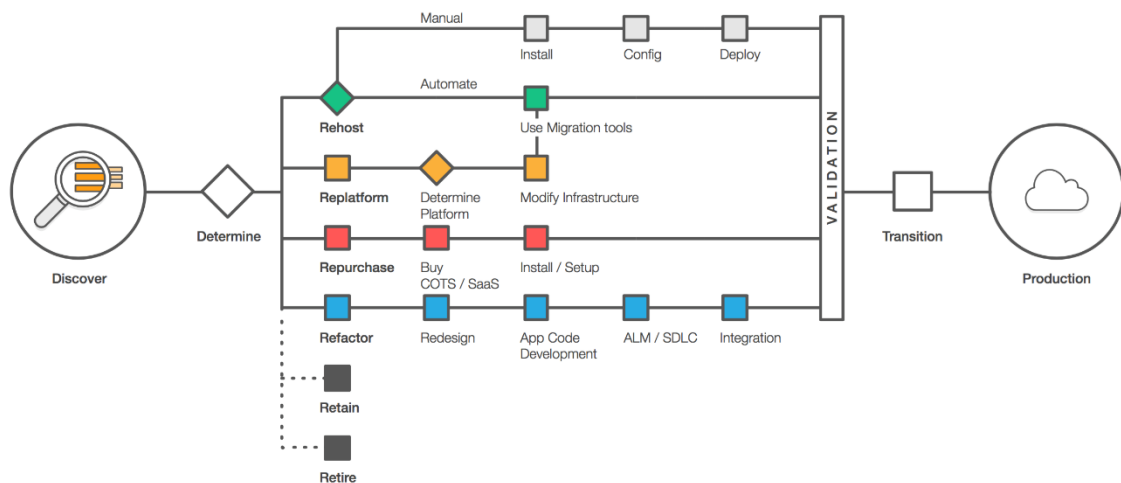 Manual
Install
Config
Deploy
Automate
Rehost
Use Migration tools
Discover
Determine
Replatform
Determine
Platform
Modify Infrastructure
Repurchase
Buy
COTS / SaaS
Install / Setup
Refactor
Redesign
App Code
Development
ALM / SDLC
Integration
Retain
Retire
VALIDATION
Transition
Production